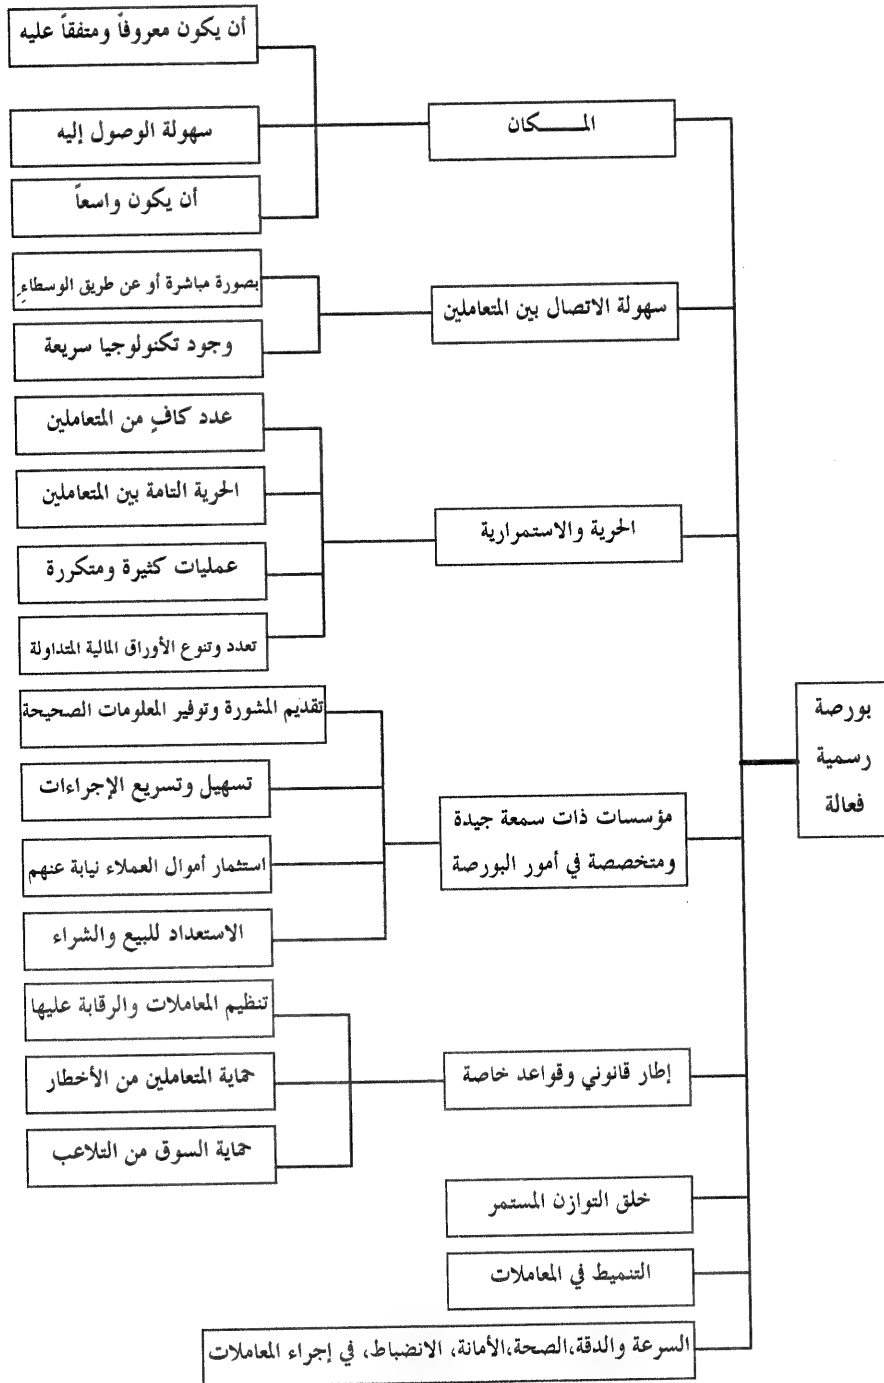 بورصة
رسمية
فعالة
المـــــكان
أن يكون معروفاً ومتفقاً عليه
سهولة الوصول إليه
أن يكون واسعاً
سهولة الاتصال بين المتعاملين
بصورة مباشرة أو عن طريق الوسطاءِ
وجود تكنولوجيا سريعة
الحرية والاستمرارية
عدد كافٍ من المتعاملين
الحرية التامة بين المتعاملين
عمليات كثيرة ومتكررة
تعدد وتنوع الأوراق المالية المتداولة
مؤسسات ذات سمعة جيدة
ومتخصصة في أمور البورصة
تقديم المشورة وتوفير المعلومات الصحيحة
تسهيل وتسريع الإجراءات
استثمار أموال العملاء نيابة عنهم
الاستعداد للبيع والشراء
إطار قانوني وقواعد خاصة
تنظيم المعاملات والرقابة عليها
حماية المتعاملين من الأخطار
حماية السوق من التلاعب
خلق التوازن المستمر
التنميط في المعاملات
السرعة والدقة،الصحة،الأمانة، الانضباط، في إجراء المعاملات